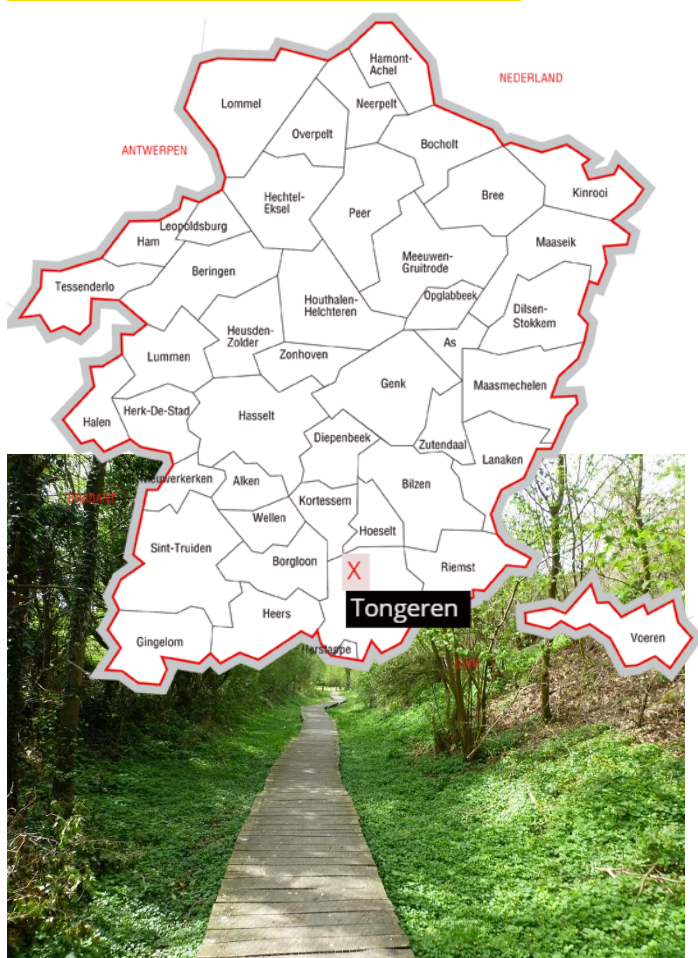 Hamont-
Achel
NEDERLAND
Lommel
Neerpelt
Overpelt
Bocholt
ANTWERPEN
Hechtel-
Eksel
Peer
Bree
Kinrooi
Leopoldsburg
Ham
Maaseik
Meeuwen-
Gruitrode
Beringen
Tessenderlo
Opglabbeek
Houthalen-
Helchteren
Dilsen-
Stokkem
Heusden-
Zolder
As
Lummen
Zonhoven
Genk
Maasmechelen
Herk-De-Stad
Hasselt
Halen
Diepenbeek
Zutendaal
Lanaken
Nieuwerkerken
Alken
Bilzen
Kortessem
Wellen
Hoeselt
Sint-Truiden
Borgloon
X
Riemst
Tongeren
Heers
Gingelom
Voeren
Herstappe